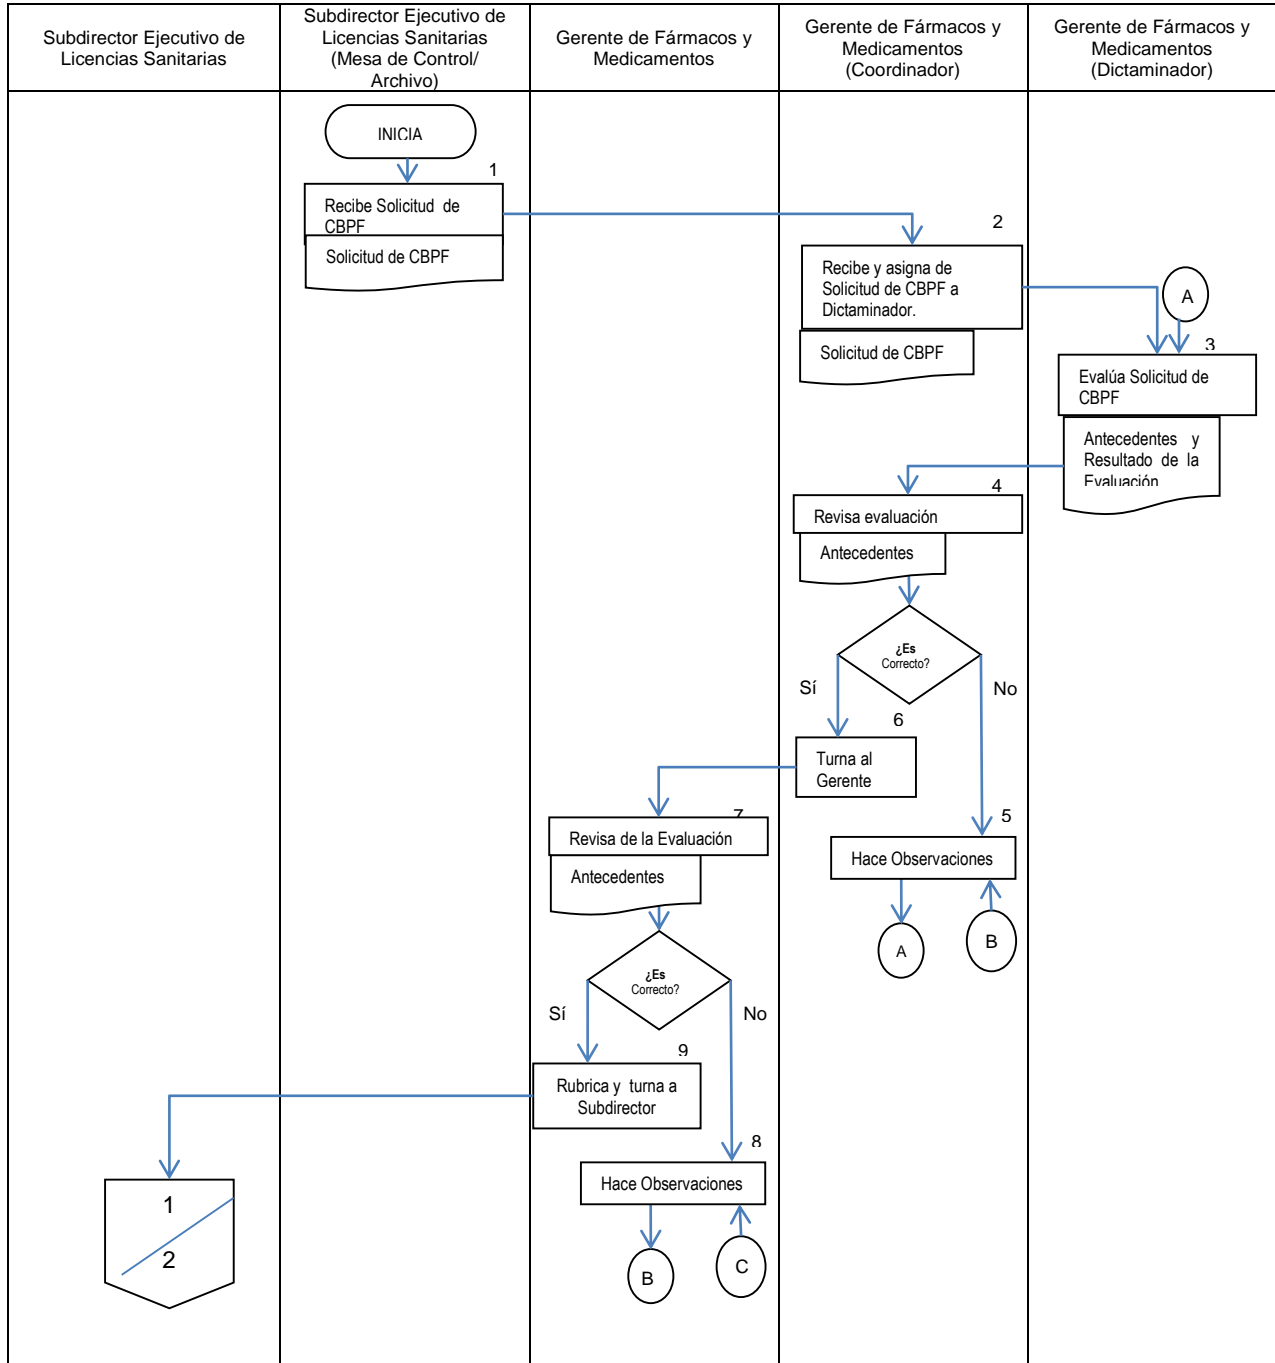 Subdirector Ejecutivo de
Licencias Sanitarias
Subdirector Ejecutivo de
Licencias Sanitarias
(Mesa de Control/
Archivo)
Gerente de Fármacos y
Medicamentos
Gerente de Fármacos y
Medicamentos
(Coordinador)
Gerente de Fármacos y
Medicamentos
(Dictaminador)
INICIA
1
Recibe Solicitud de
CBPF
Solicitud de CBPF
2
Recibe y asigna de
Solicitud de CBPF a
Dictaminador.
Solicitud de CBPF
A
3
Evalúa Solicitud de
CBPF
Antecedentes y
Resultado de la
Evaluación
4
Revisa evaluación
Antecedentes
¿Es
Correcto?
Sí
No
6
Turna al
Gerente
5
Hace Observaciones
A
B
7
Revisa de la Evaluación
Antecedentes
¿Es
Correcto?
Sí
No
9
Rubrica y turna a
Subdirector
8
Hace Observaciones
B
C
1
2